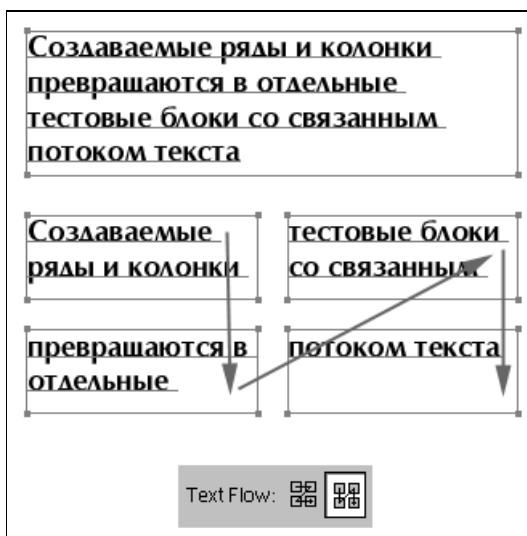 Создаваемые ряды и колонки
превращаются в отдельные
тестовые блоки со связанным
потоком текста
Создаваемые
ряды и колонки
превращаются в
отдельные
тестовые блоки
со связанным
потоком текста
Text Flow: